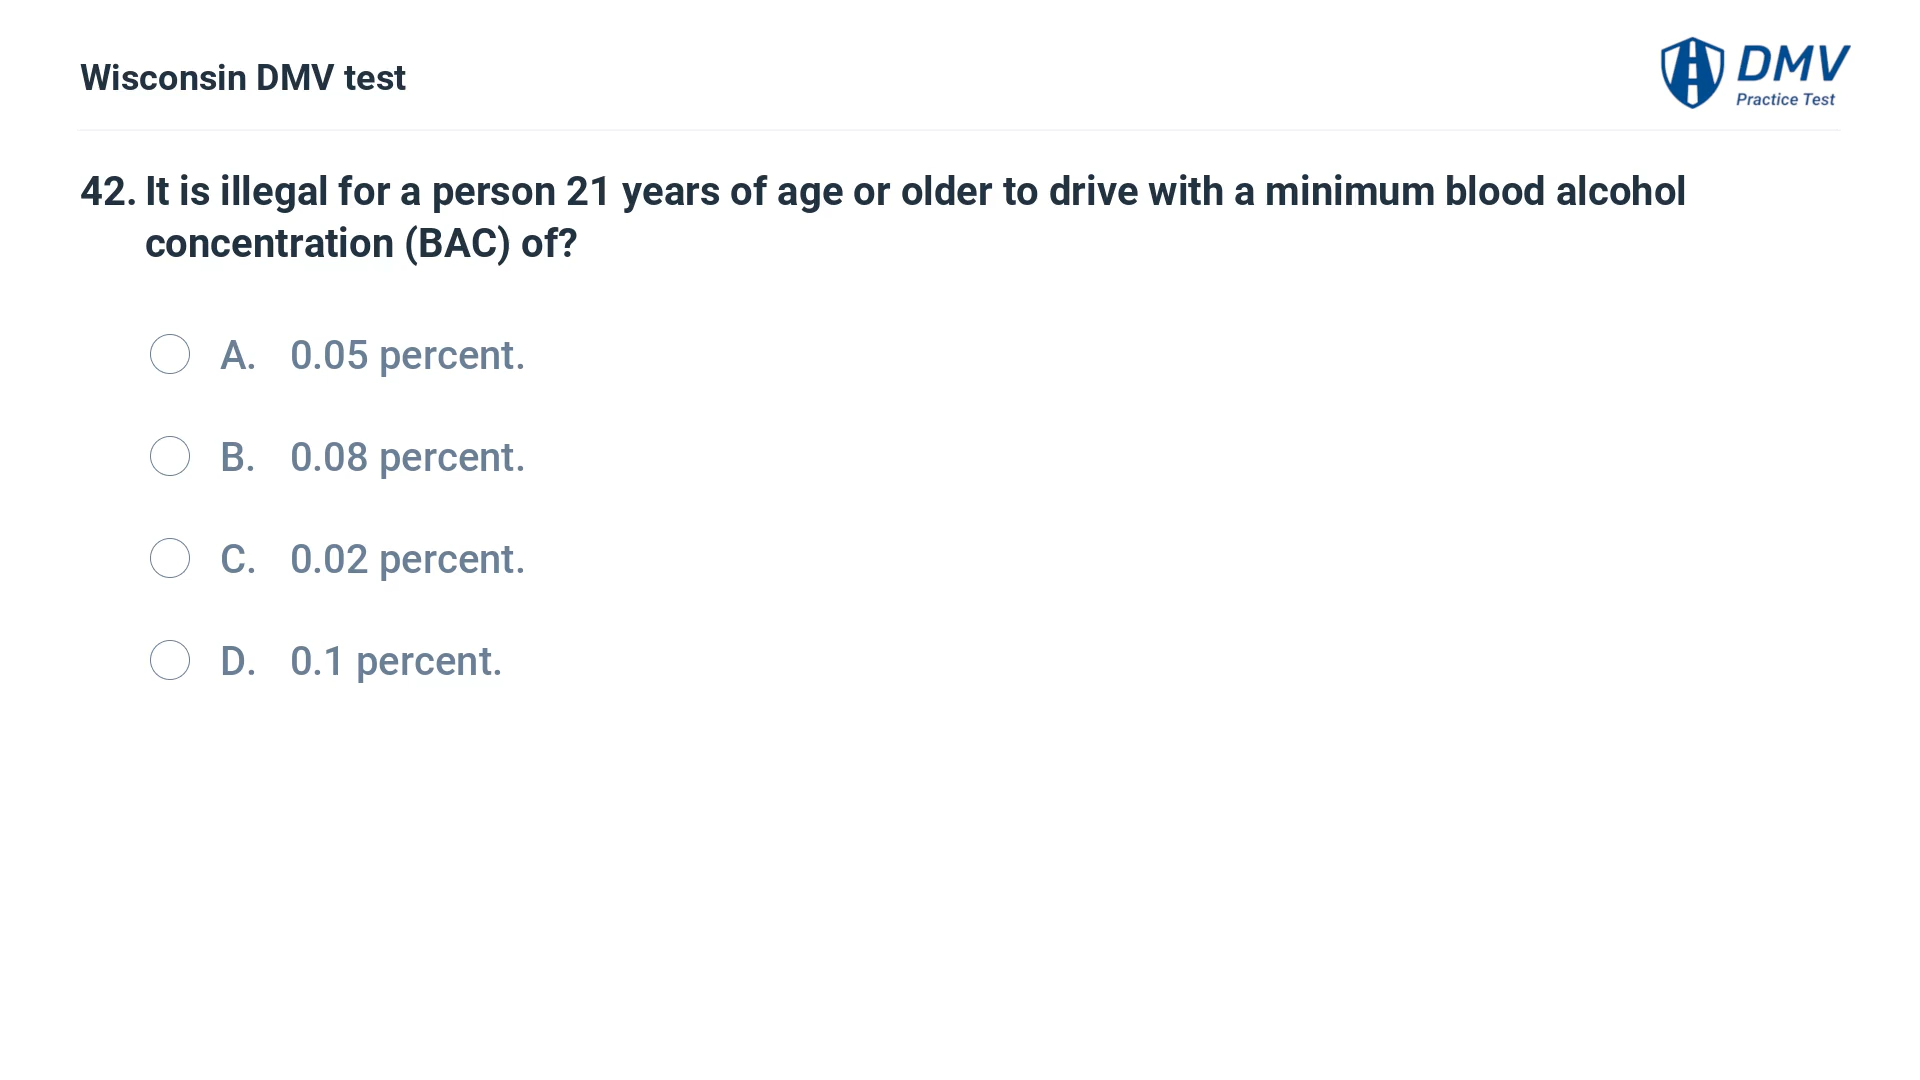 Wisconsin DMV test
DMV
Practice Test
42. It is illegal for a person 21 years of age or older to drive with a minimum blood alcohol
concentration (BAC) of?
A. 0.05 percent.
B. 0.08 percent.
C. 0.02 percent.
D. 0.1 percent.